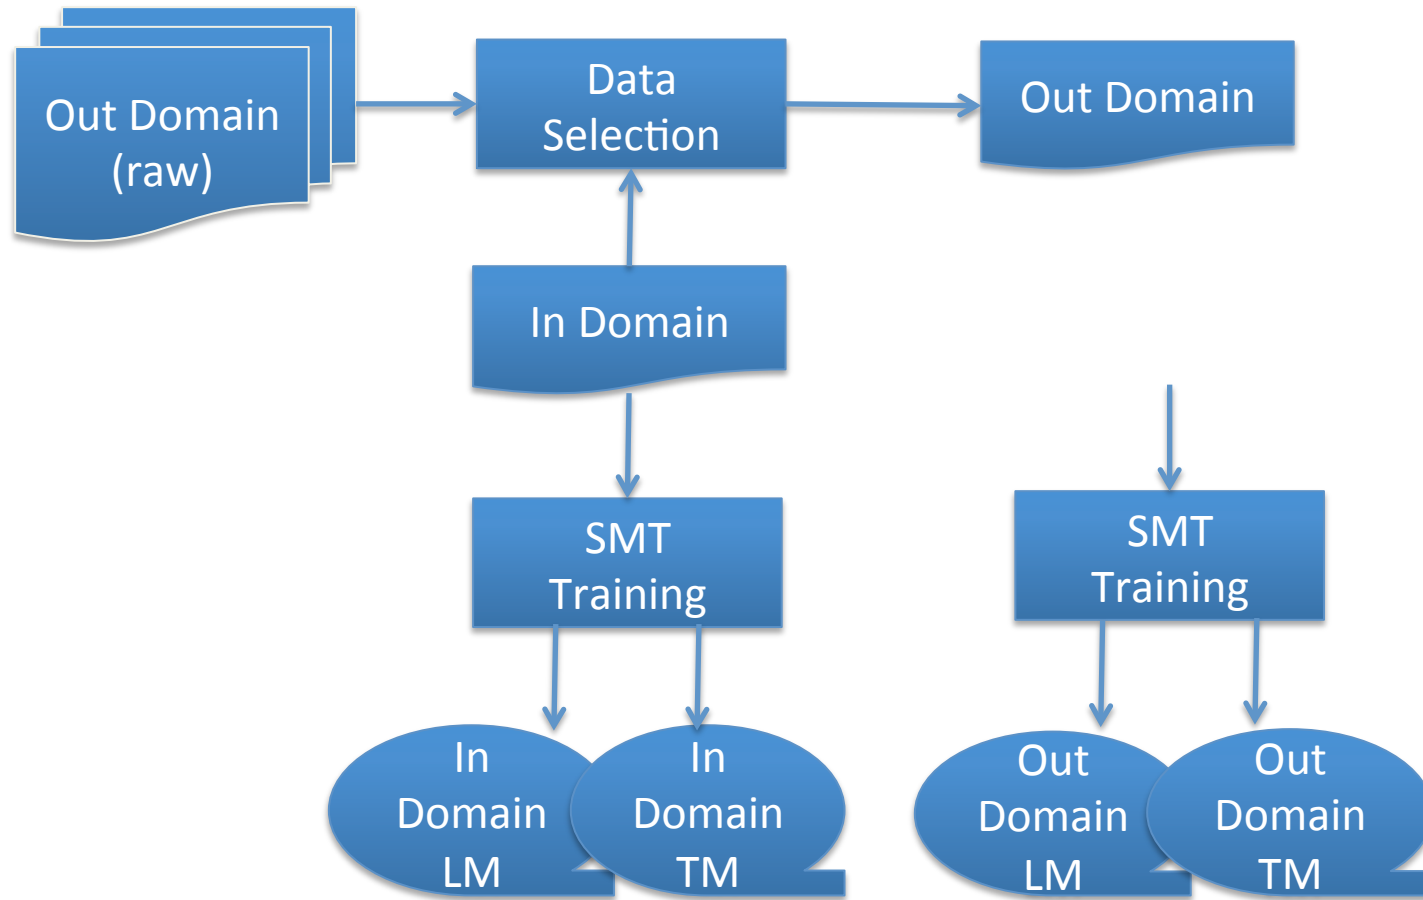 Out Domain
(raw)
Data
Selection
Out Domain
In Domain
SMT
Training
SMT
Training
In
Domain
LM
In
Domain
TM
Out
Domain
LM
Out
Domain
TM